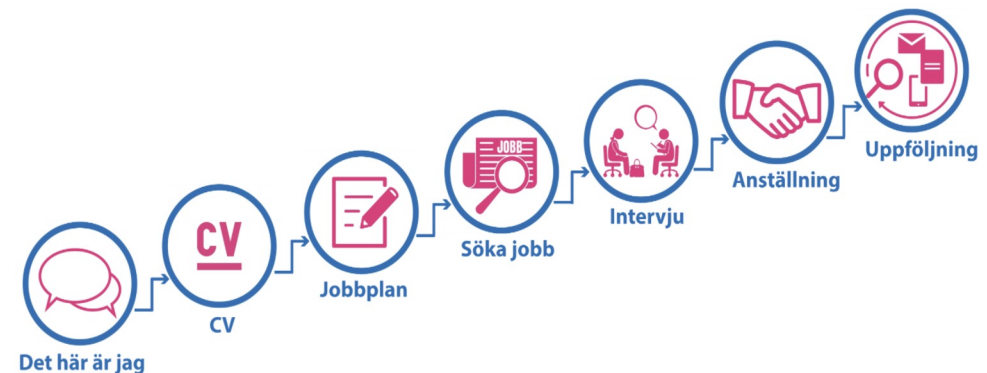 Det här är jag
CV
CV
Jobbplan
JOBB
Söka jobb
Intervju
Anställning
Uppföljning